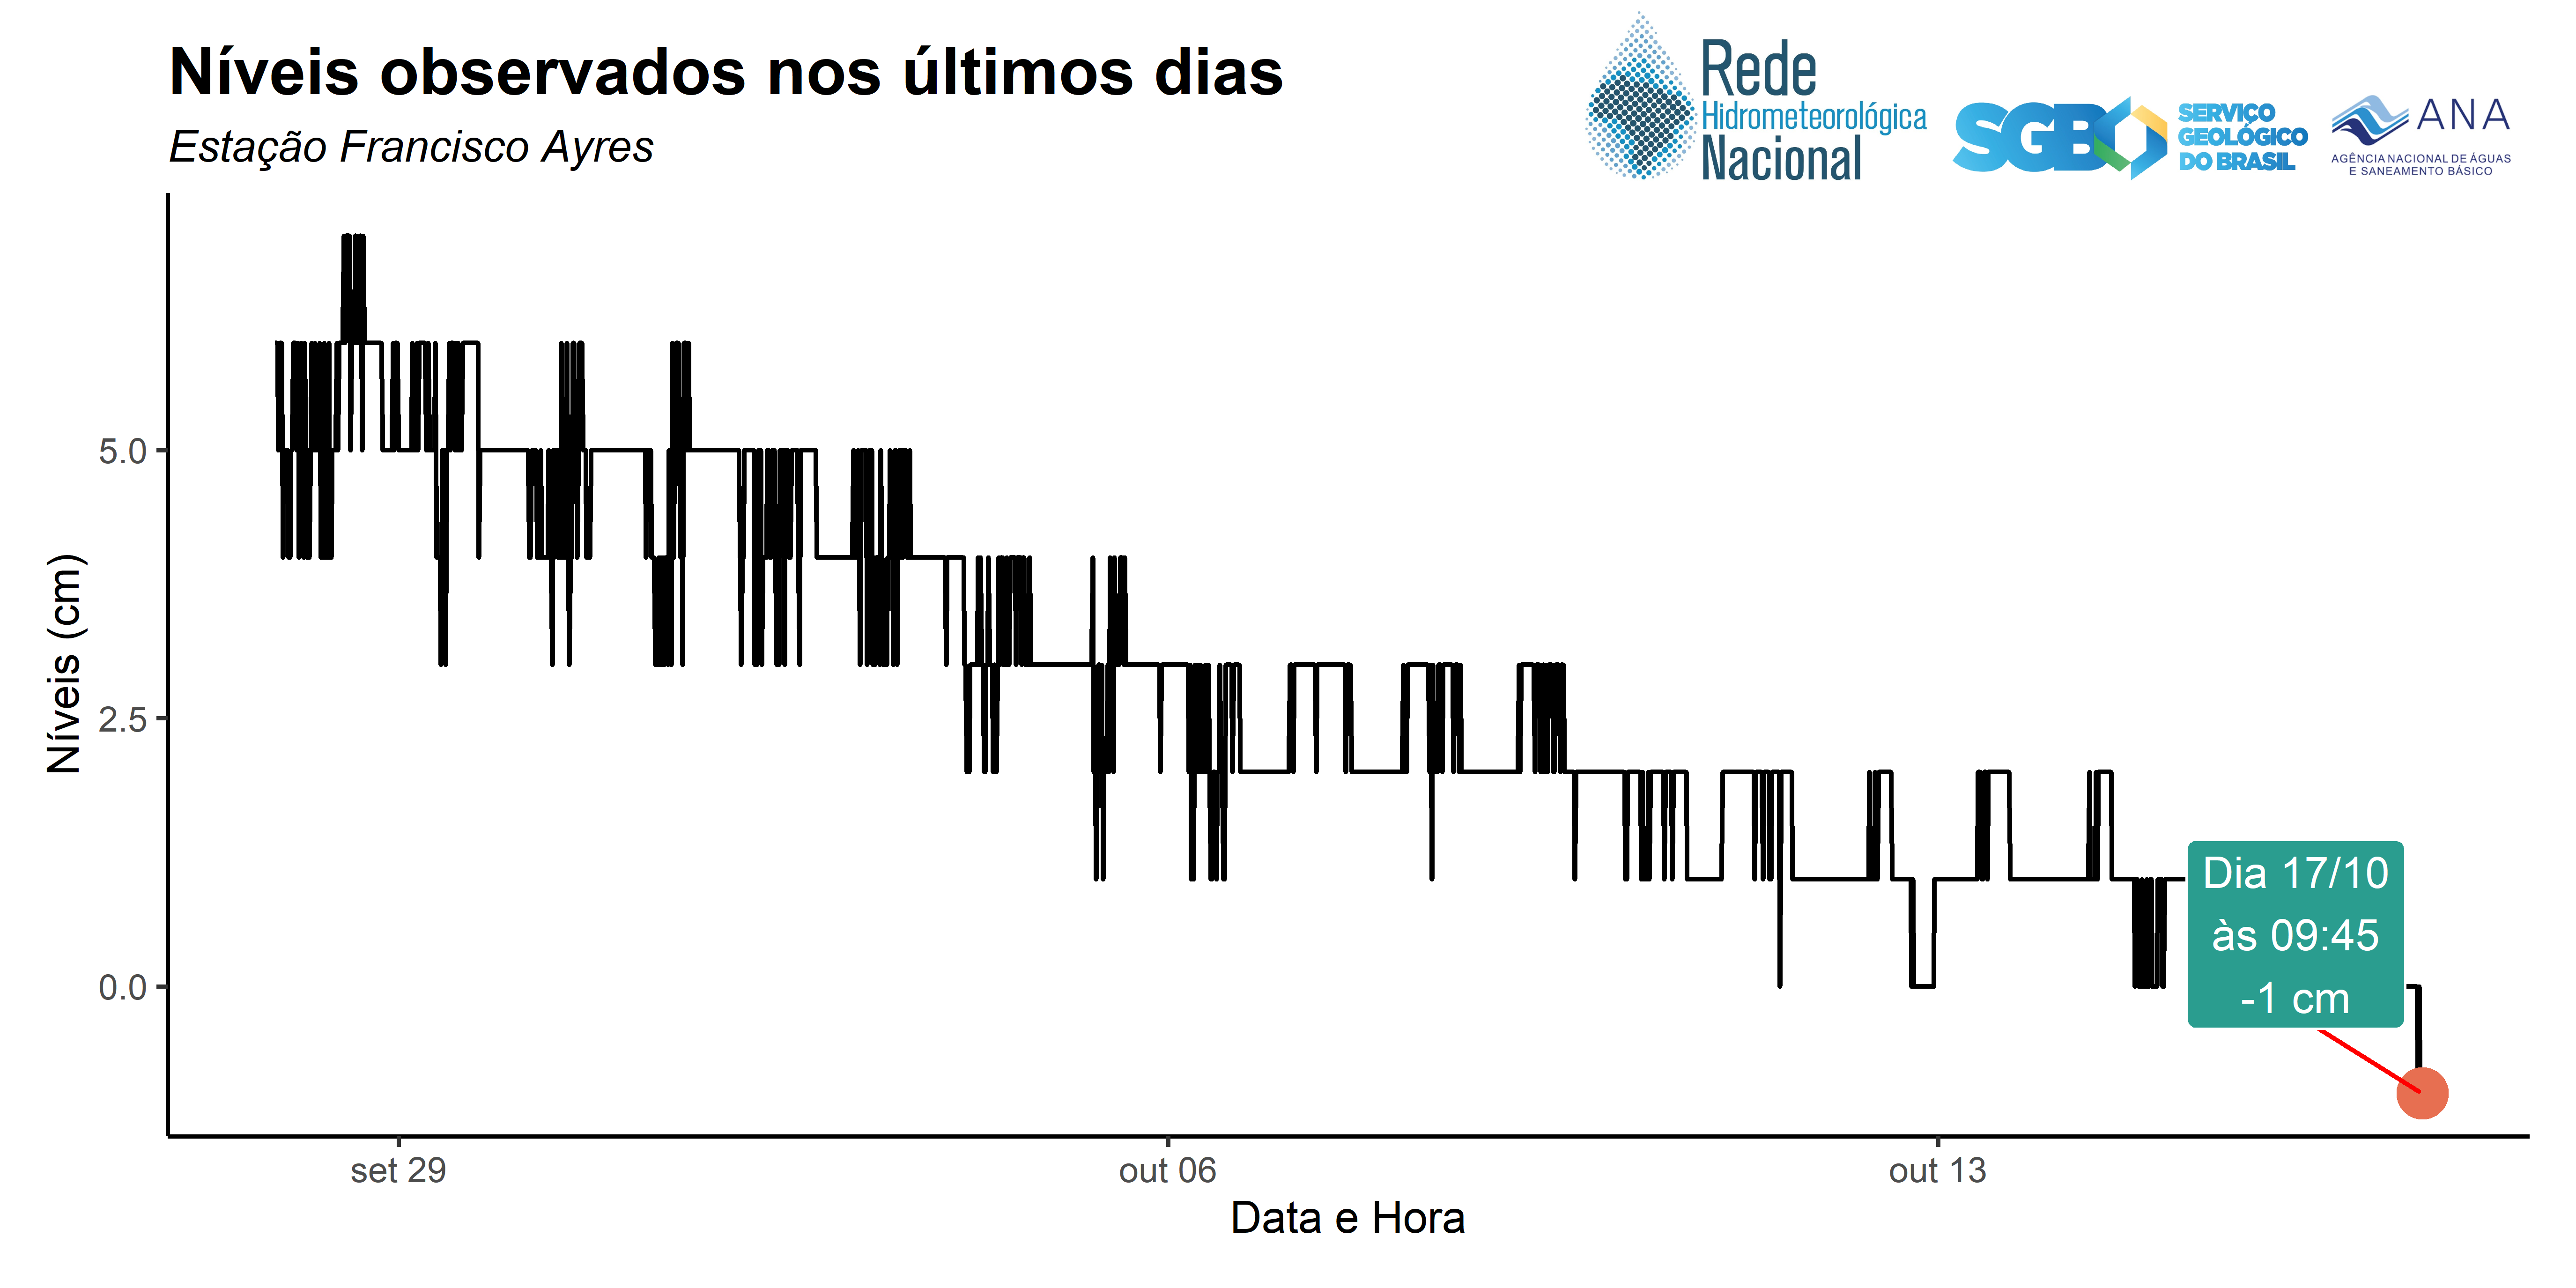 Níveis observados nos últimos dias
Estação Francisco Ayres
Rede
Hidrometeorológica
Nacional
SGB
SERVIÇO
GEOLÓGICO
DO BRASIL
ANA
AGÊNCIA NACIONAL DE ÁGUAS
E SANEAMENTO BÁSICO
Níveis (cm)
5.0
2.5
0.0
Dia 17/10
às 09:45
-1 cm
set 29
out 06
out 13
Data e Hora